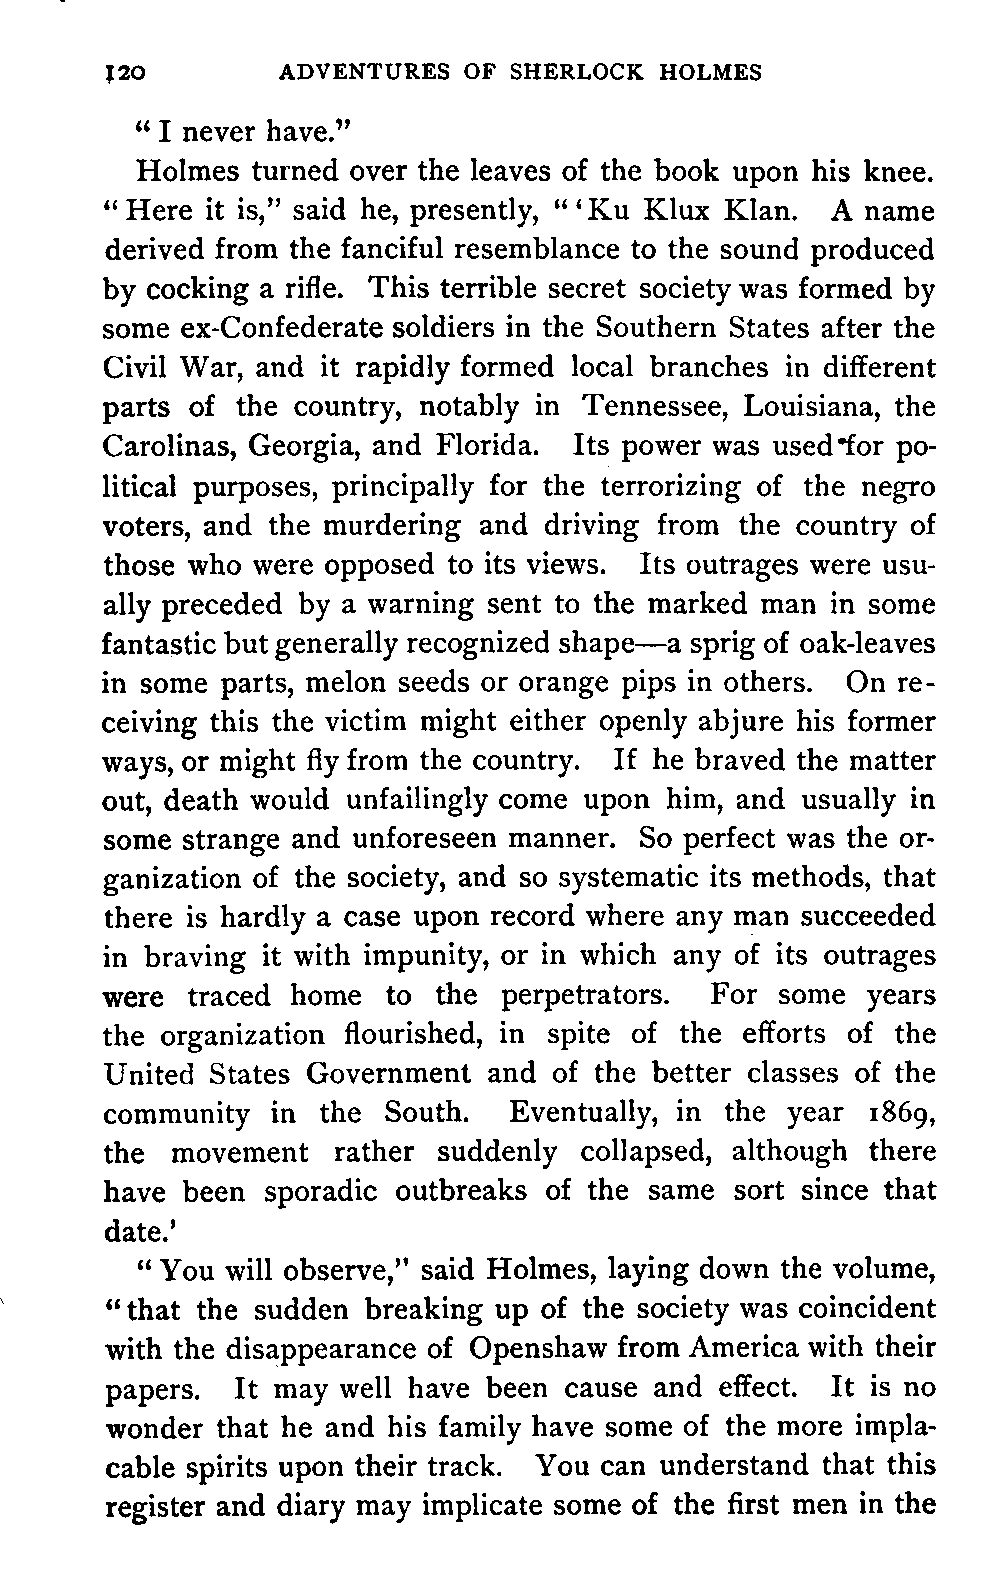 120 ADVENTURES OF SHERLOCK HOLMES
“I never have.”
Holmes turned over the leaves of the book upon his knee.
“Here it is,” said he, presently, “‘Ku Klux Klan. A name
derived from the fanciful resemblance to the sound produced
by cocking a rifle. This terrible secret society was formed by
some ex-Confederate soldiers in the Southern States after the
Civil War, and it rapidly formed local branches in different
parts of the country, notably in Tennessee, Louisiana, the
Carolinas, Georgia, and Florida. Its power was used for po-
litical purposes, principally for the terrorizing of the negro
voters, and the murdering and driving from the country of
those who were opposed to its views. Its outrages were usu-
ally preceded by a warning sent to the marked man in some
fantastic but generally recognized shape—a sprig of oak-leaves
in some parts, melon seeds or orange pips in others. On re-
ceiving this the victim might either openly abjure his former
ways, or might fly from the country. If he braved the matter
out, death would unfailingly come upon him, and usually in
some strange and unforeseen manner. So perfect was the or-
ganization of the society, and so systematic its methods, that
there is hardly a case upon record where any man succeeded
in braving it with impunity, or in which any of its outrages
were traced home to the perpetrators. For some years
the organization flourished, in spite of the efforts of the
United States Government and of the better classes of the
community in the South. Eventually, in the year 1869,
the movement rather suddenly collapsed, although there
have been sporadic outbreaks of the same sort since that
date.’
“You will observe,” said Holmes, laying down the volume,
“that the sudden breaking up of the society was coincident
with the disappearance of Openshaw from America with their
papers. It may well have been cause and effect. It is no
wonder that he and his family have some of the more impla-
cable spirits upon their track. You can understand that this
register and diary may implicate some of the first men in the